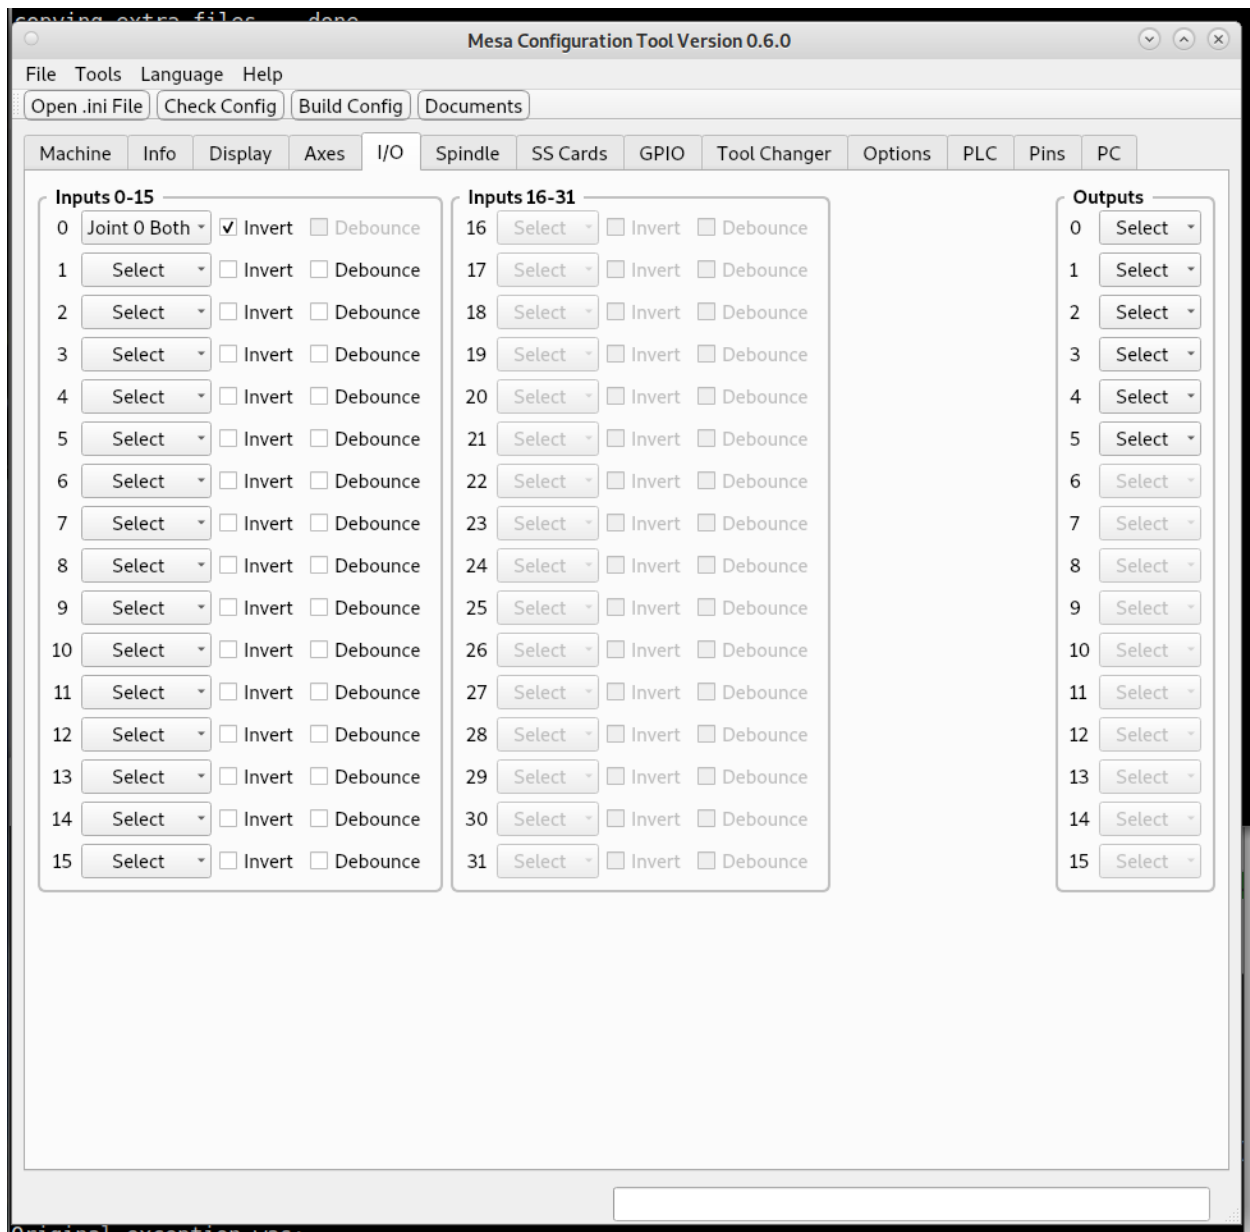 copying extra files... done
Mesa Configuration Tool Version 0.6.0
File Tools Language Help
Open .ini File Check Config Build Config Documents
Machine Info Display Axes I/O Spindle SS Cards GPIO Tool Changer Options PLC Pins PC
Inputs 0-15 Inputs 16-31 Outputs
0 Joint 0 Both Invert Debounce 16 Select Invert Debounce 0 Select
1 Select Invert Debounce 17 Select Invert Debounce 1 Select
2 Select Invert Debounce 18 Select Invert Debounce 2 Select
3 Select Invert Debounce 19 Select Invert Debounce 3 Select
4 Select Invert Debounce 20 Select Invert Debounce 4 Select
5 Select Invert Debounce 21 Select Invert Debounce 5 Select
6 Select Invert Debounce 22 Select Invert Debounce 6 Select
7 Select Invert Debounce 23 Select Invert Debounce 7 Select
8 Select Invert Debounce 24 Select Invert Debounce 8 Select
9 Select Invert Debounce 25 Select Invert Debounce 9 Select
10 Select Invert Debounce 26 Select Invert Debounce 10 Select
11 Select Invert Debounce 27 Select Invert Debounce 11 Select
12 Select Invert Debounce 28 Select Invert Debounce 12 Select
13 Select Invert Debounce 29 Select Invert Debounce 13 Select
14 Select Invert Debounce 30 Select Invert Debounce 14 Select
15 Select Invert Debounce 31 Select Invert Debounce 15 Select
Original exception was: